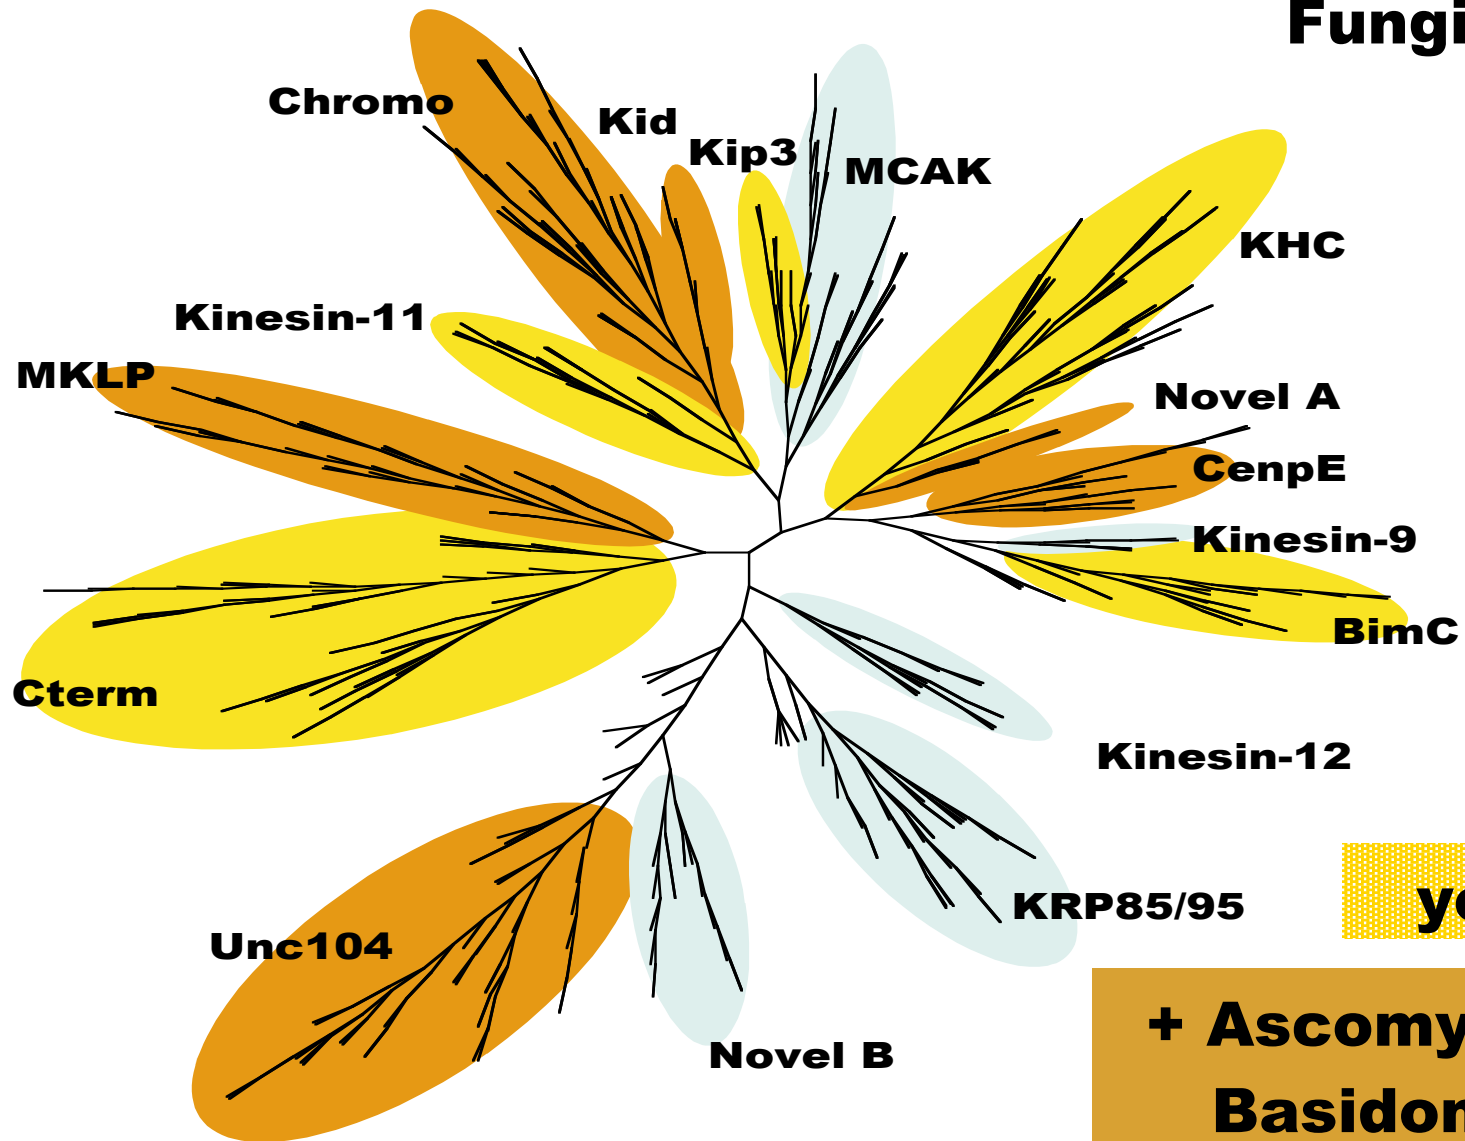 Fungi
Chromo
Kid
Kip3
MCAK
KHC
Kinesin-11
MKLP
Novel A
CenpE
Kinesin-9
BimC
Cterm
Kinesin-12
KRP85/95
Unc104
Novel B
+ Ascomy